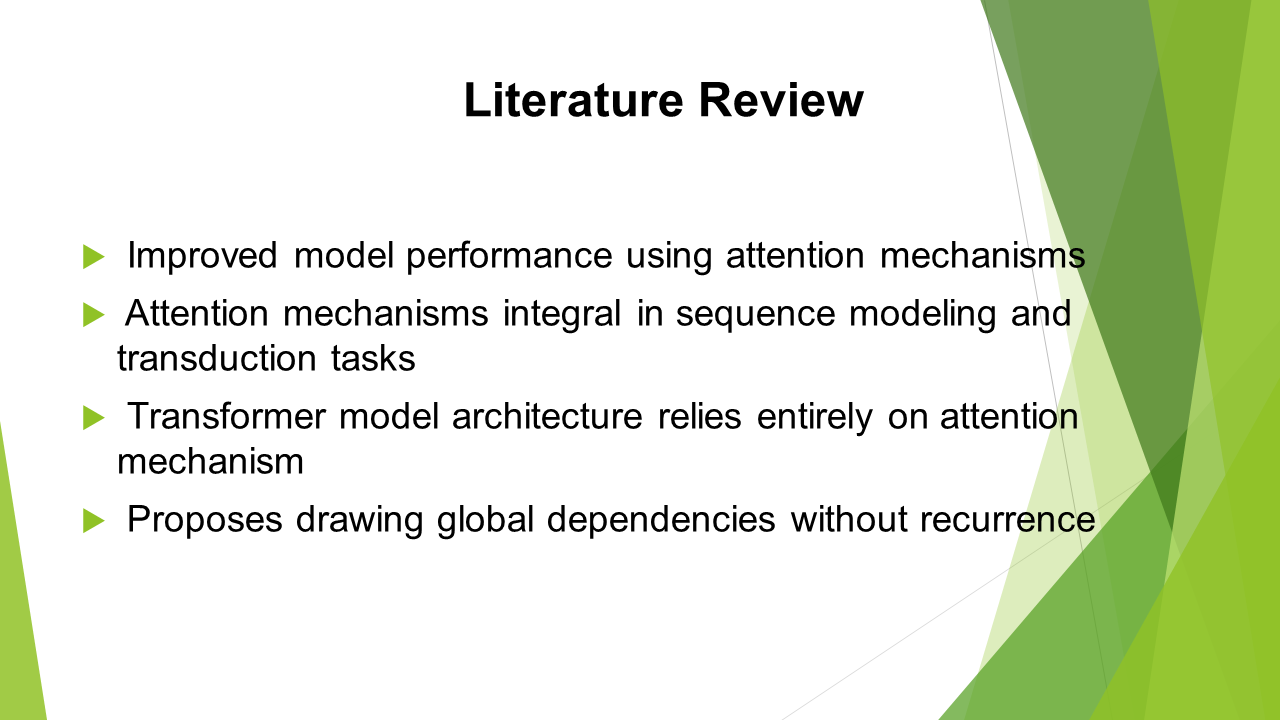 Literature Review
Improved model performance using attention mechanisms
Attention mechanisms integral in sequence modeling and
transduction tasks
Transformer model architecture relies entirely on attention
mechanism
Proposes drawing global dependencies without recurrence